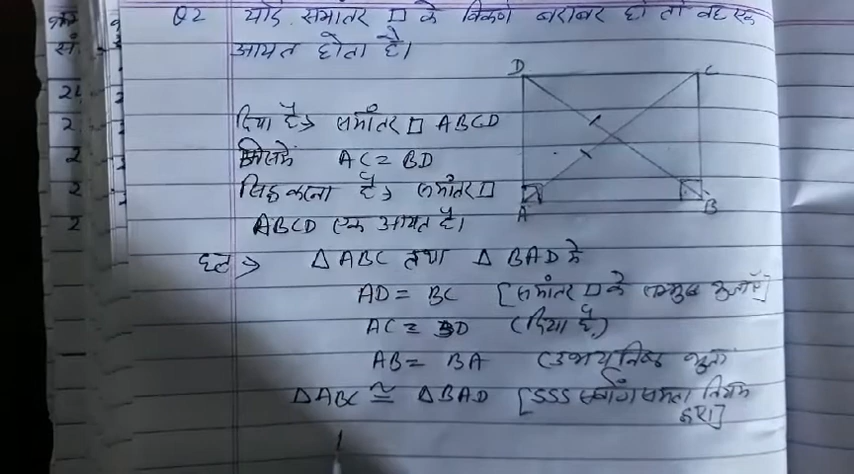 Q2 यदि समांतर □ के विकर्ण बराबर हो तो वह एक
आयत होता है।
D C
दिया है→ समांतर □ ABCD
जिसमें AC = BD
सिद्ध करना है→ समांतर □
A B
ABCD एक आयत है।
हल→ △ABC तथा △BAD में
AD = BC [समांतर □ के सम्मुख भुजाएँ]
AC = BD (दिया है)
AB = BA (उभयनिष्ठ भुजा
△ABC ≅ △BAD [SSS सर्वांगसमता नियम
द्वारा]